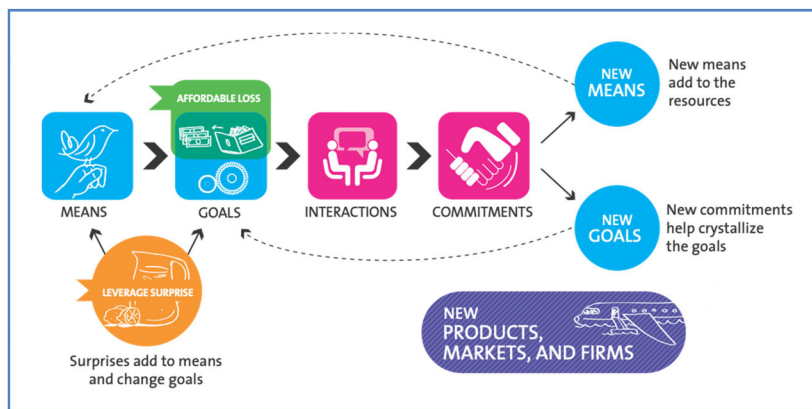 AFFORDABLE LOSS
MEANS
GOALS
INTERACTIONS
COMMITMENTS
NEW
MEANS
New means
add to the
resources
NEW
GOALS
New commitments
help crystallize
the goals
LEVERAGE SURPRISE
Surprises add to means
and change goals
NEW
PRODUCTS,
MARKETS, AND FIRMS